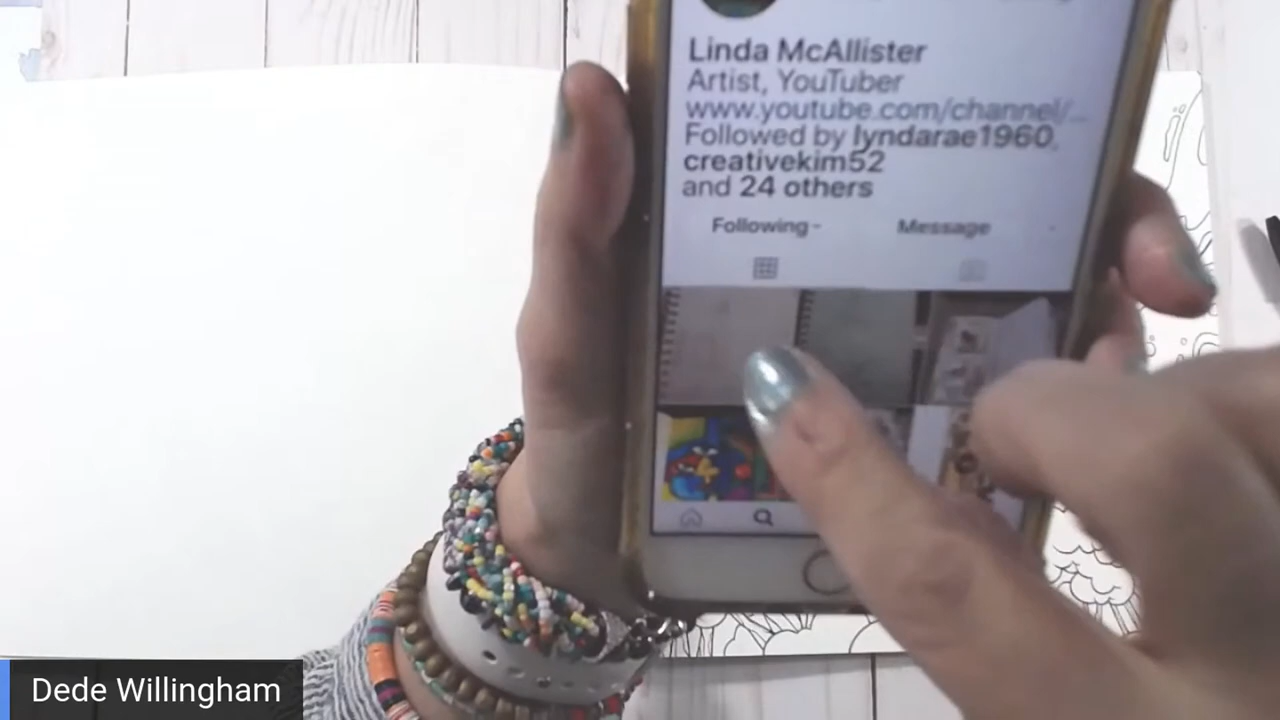 Linda McAllister
Artist, YouTuber
www.youtube.com/channel/...
Followed by lyndarae1960,
creativekim52
and 24 others
Following
Message
Dede Willingham